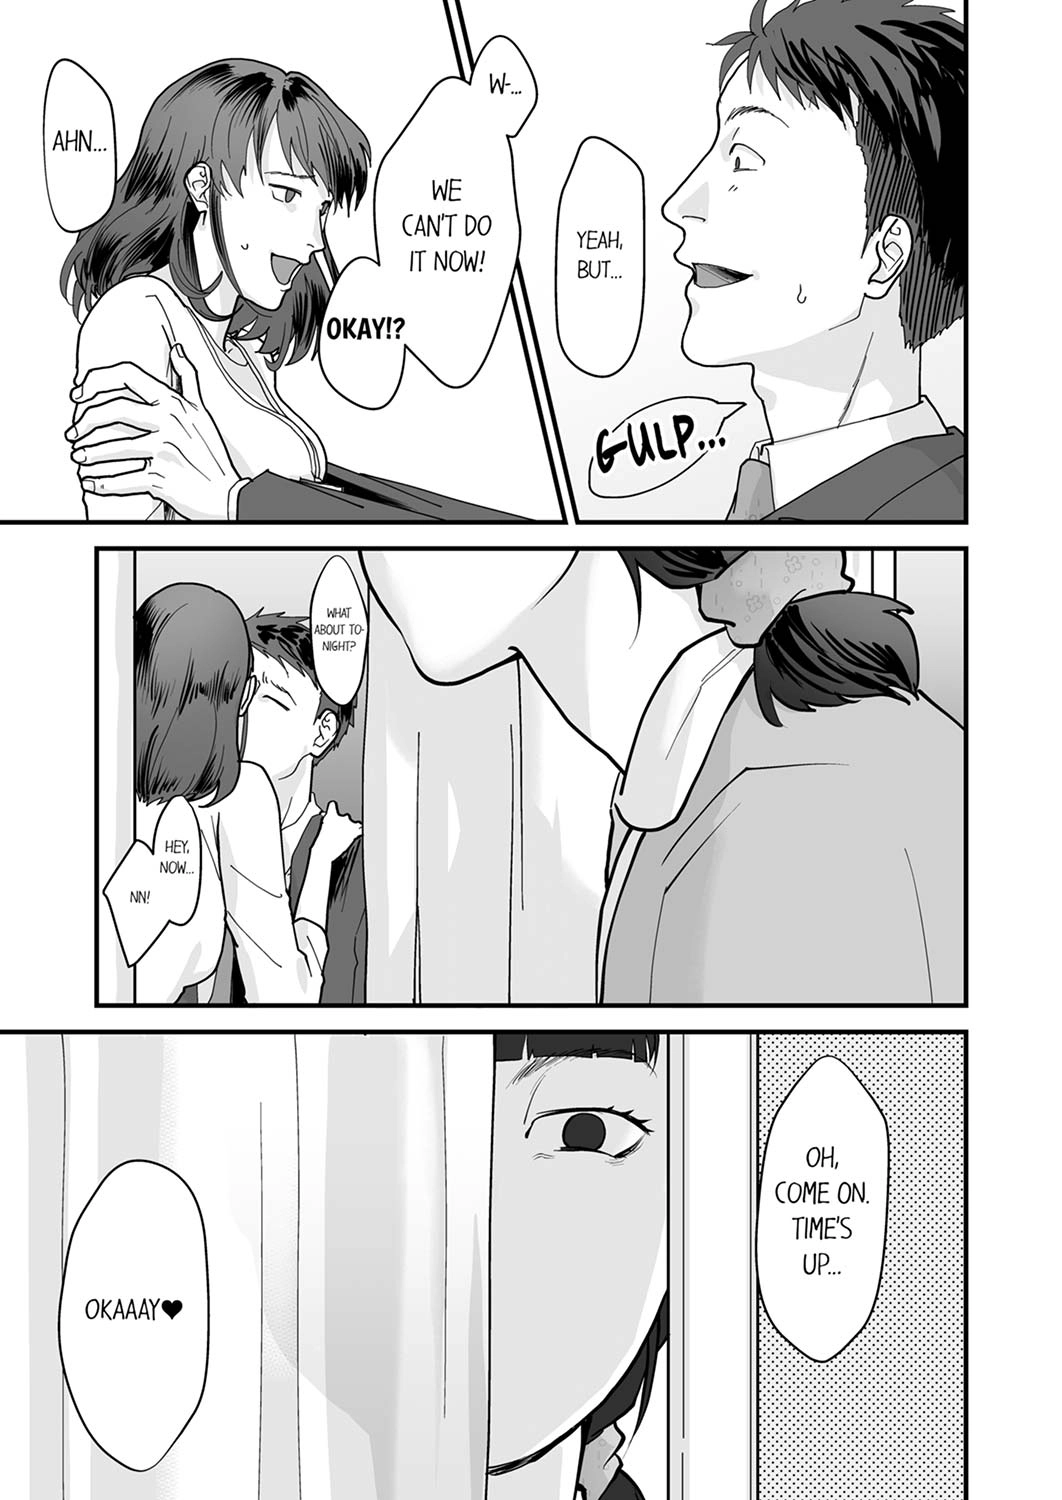 YEAH,
BUT...
GULP...
W-...
WE
CAN'T DO
IT NOW!
OKAY!?
AHN...
WHAT
ABOUT TO-
NIGHT?
HEY,
NOW...
NN!
OH,
COME ON.
TIME'S
UP...
OKAAAY♥